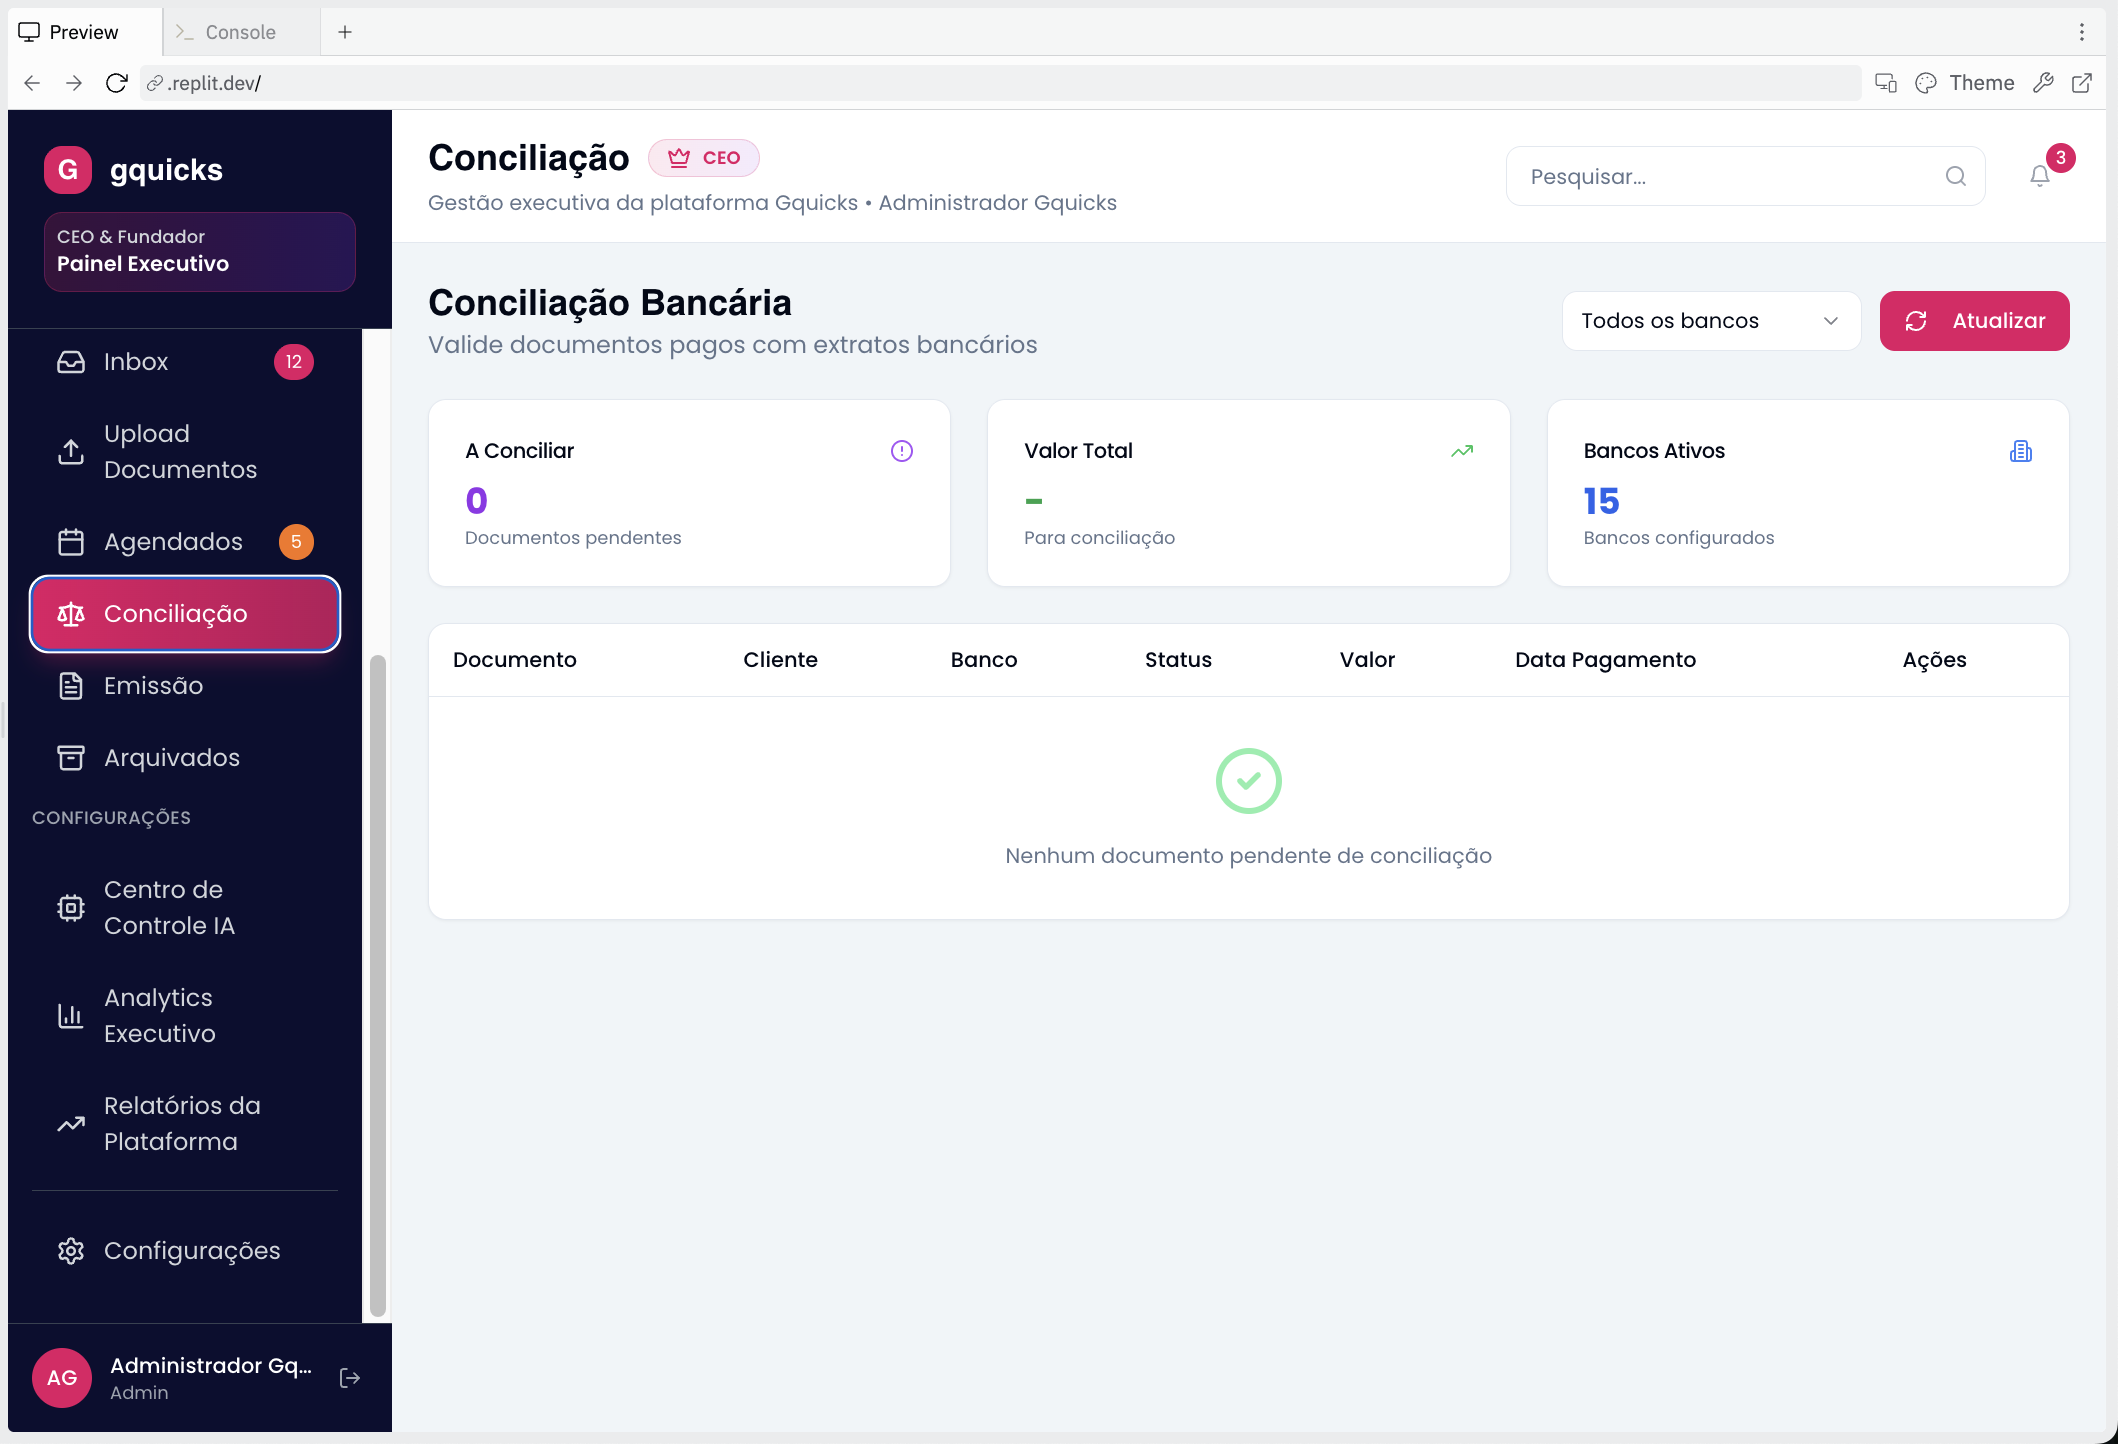 Preview
Console
.replit.dev/
Theme
G gquicks
CEO & Fundador
Painel Executivo
Inbox 12
Upload
Documentos
Agendados 5
Conciliação
Emissão
Arquivados
CONFIGURAÇÕES
Centro de
Controle IA
Analytics
Executivo
Relatórios da
Plataforma
Configurações
AG
Administrador Gq...
Admin
Conciliação CEO
Gestão executiva da plataforma Gquicks • Administrador Gquicks
Pesquisar...
3
Conciliação Bancária
Valide documentos pagos com extratos bancários
Todos os bancos
Atualizar
A Conciliar
0
Documentos pendentes
Valor Total
-
Para conciliação
Bancos Ativos
15
Bancos configurados
Documento Cliente Banco Status Valor Data Pagamento Ações
Nenhum documento pendente de conciliação